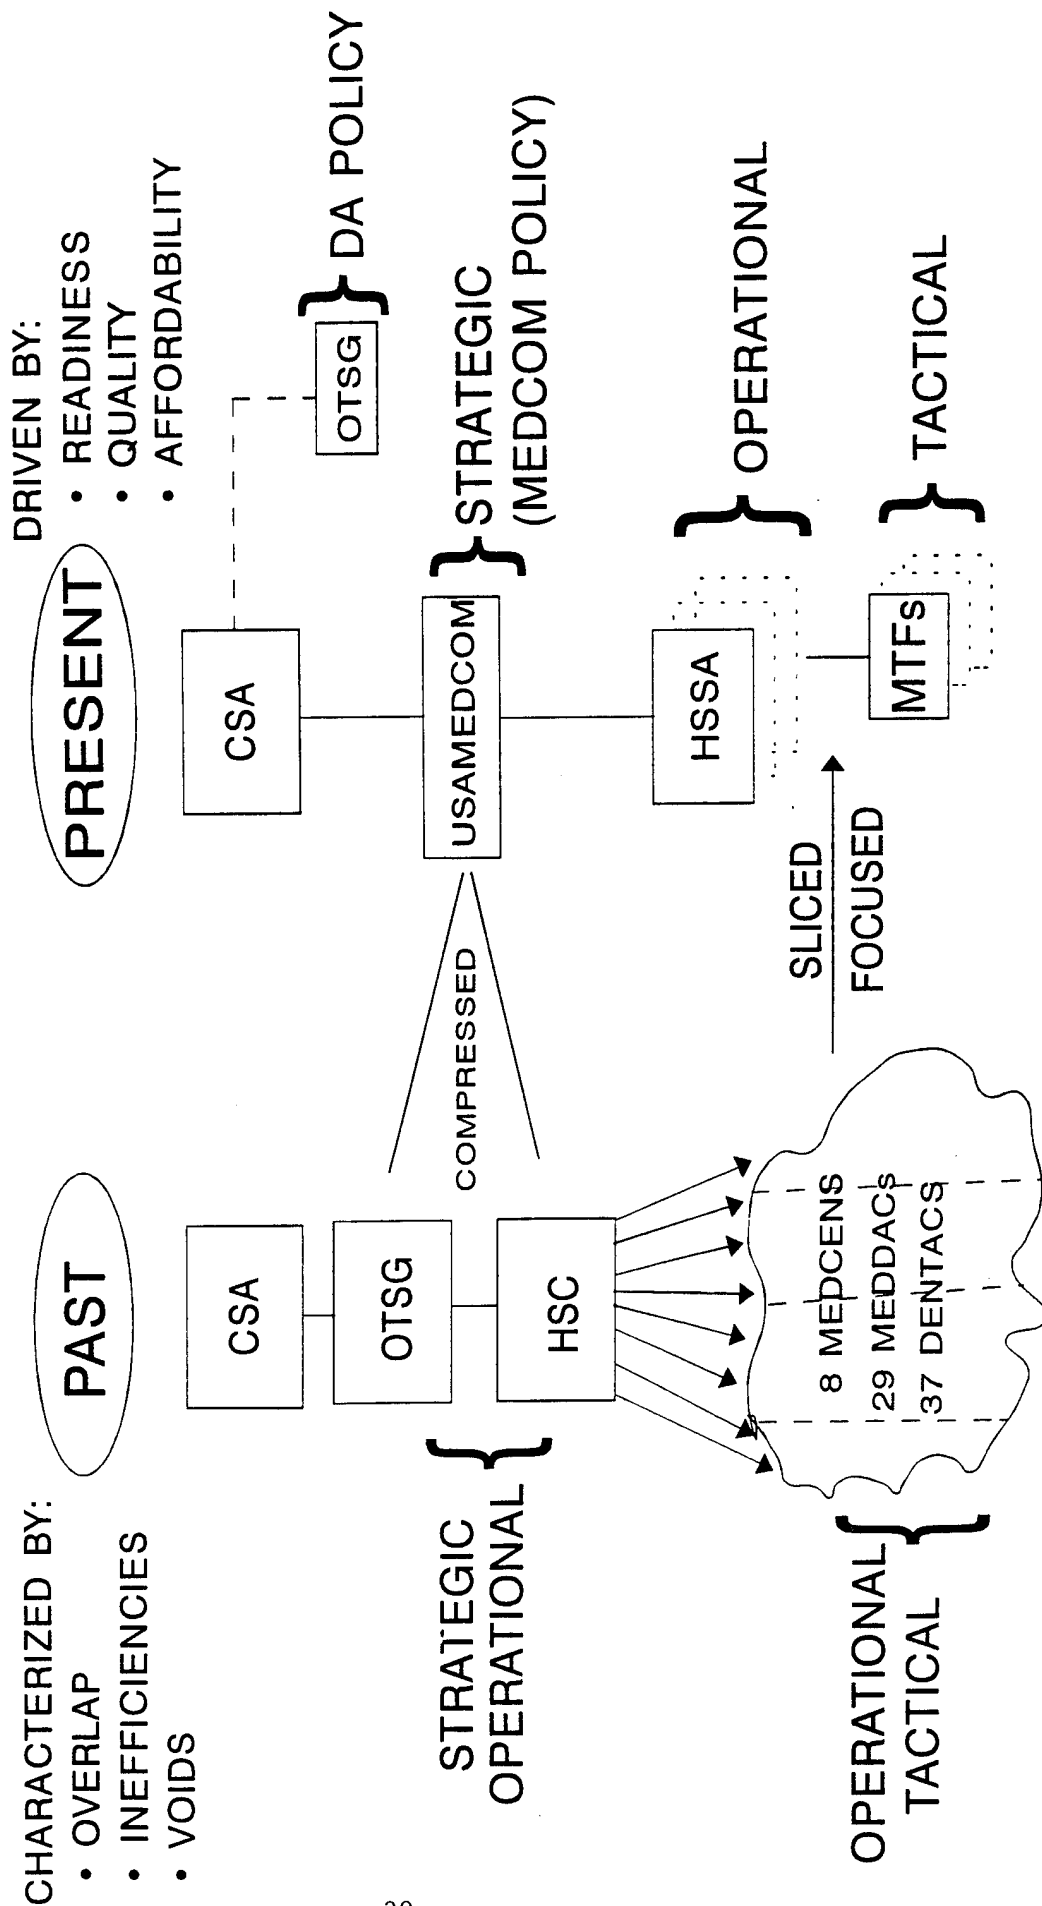 CHARACTERIZED BY:
• OVERLAP
• INEFFICIENCIES
• VOIDS
PAST
CSA
OTSG
HSC
STRATEGIC
OPERATIONAL
8 MEDCENS
29 MEDDACs
37 DENTACS
OPERATIONAL
TACTICAL
COMPRESSED
SLICED
FOCUSED
PRESENT
DRIVEN BY:
• READINESS
• QUALITY
• AFFORDABILITY
CSA
OTSG
DA POLICY
USAMEDCOM
STRATEGIC
(MEDCOM POLICY)
HSSA
OPERATIONAL
MTFs
TACTICAL